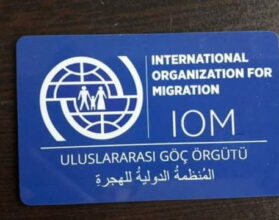 INTERNATIONAL
ORGANIZATION FOR
MIGRATION
IOM
ULUSLARARASI GÖÇ ÖRGÜTÜ
المُنظمةُ الدوليةُ للهجرةِ